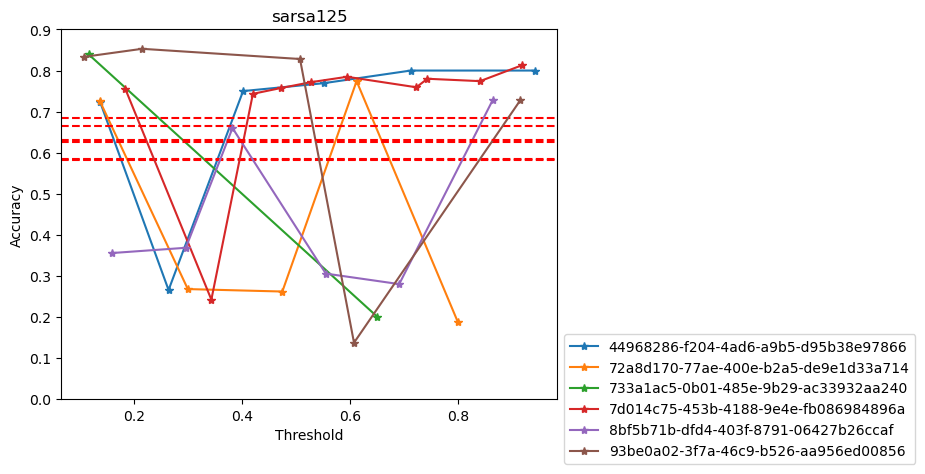 sarsa125
0.9
0.8
0.7
0.6
0.5
0.4
0.3
0.2
0.1
0.0
Accuracy
0.2
0.4
0.6
0.8
Threshold
44968286-f204-4ad6-a9b5-d95b38e97866
72a8d170-77ae-400e-b2a5-de9e1d33a714
733a1ac5-0b01-485e-9b29-ac33932aa240
7d014c75-453b-4188-9e4e-fb086984896a
8bf5b71b-dfd4-403f-8791-06427b26ccaf
93be0a02-3f7a-46c9-b526-aa956ed00856